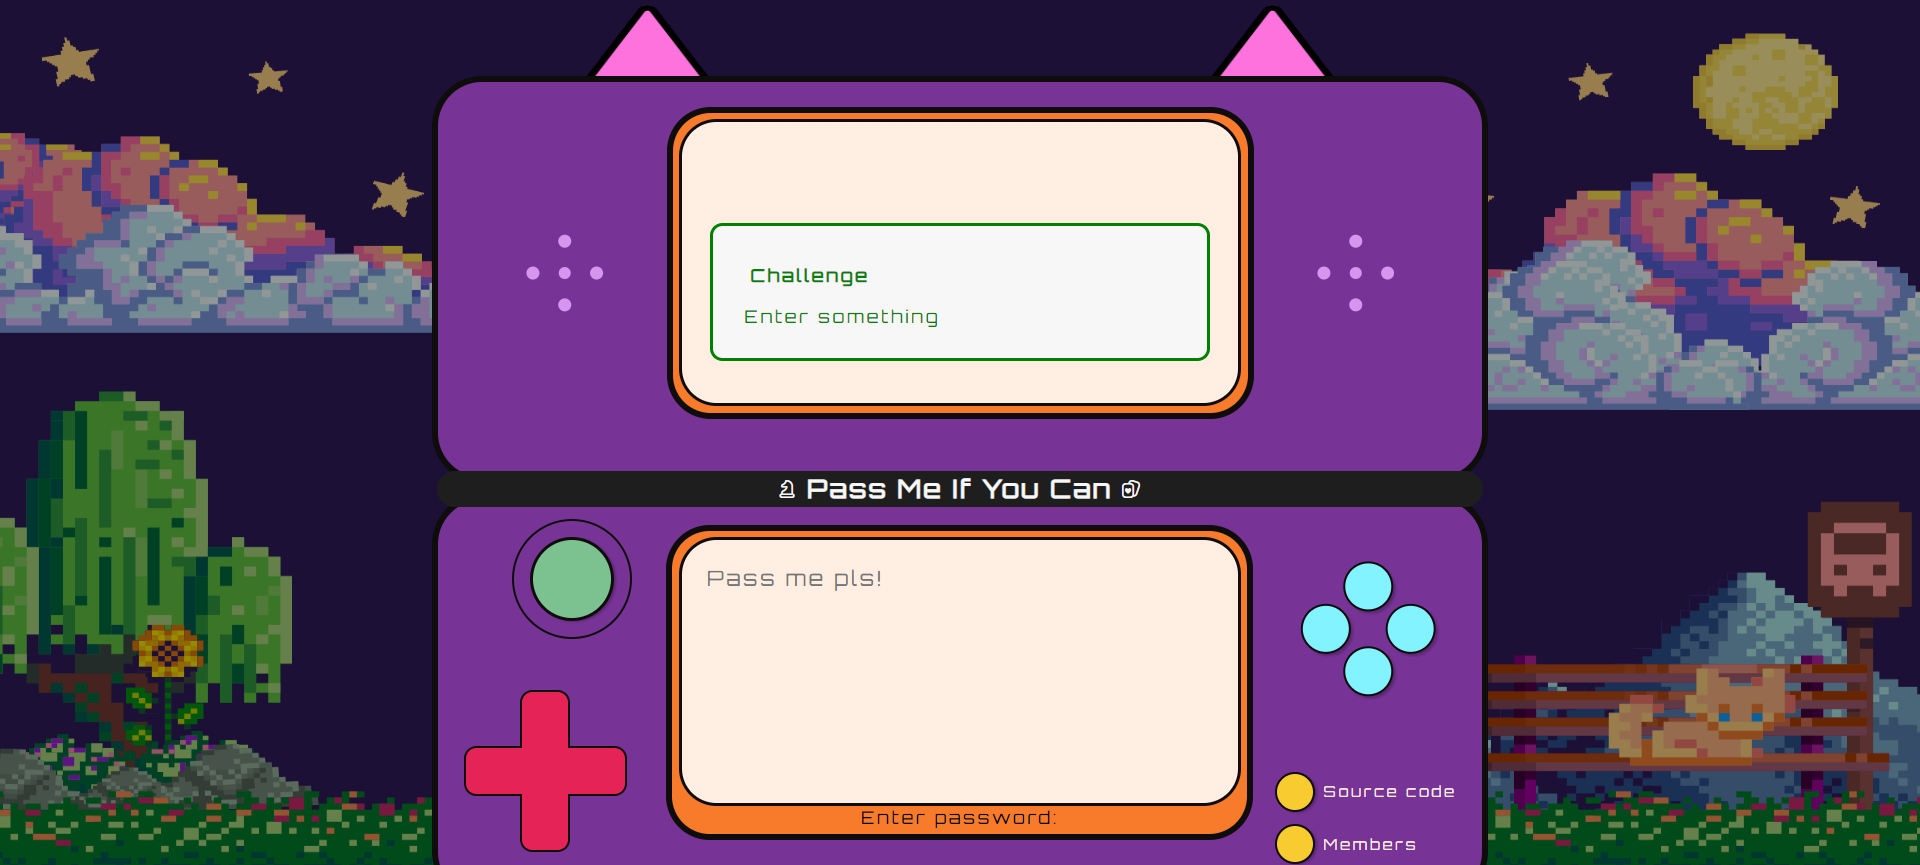 Challenge
Enter something
Pass Me If You Can
Pass me pls!
Enter password:
Source code
Members